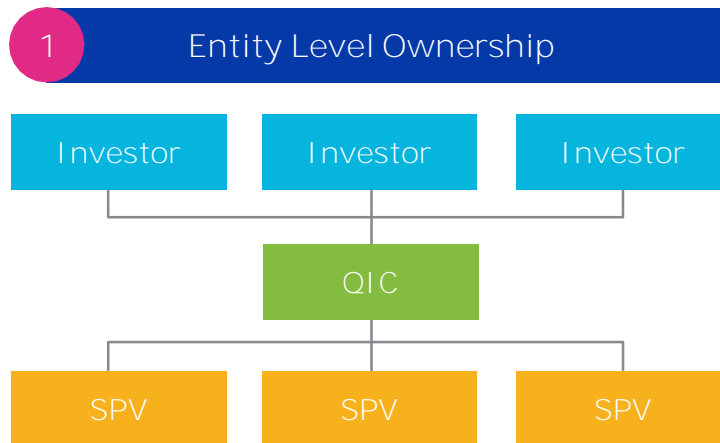 1 Entity Level Ownership
Investor Investor Investor
QIC
SPV SPV SPV